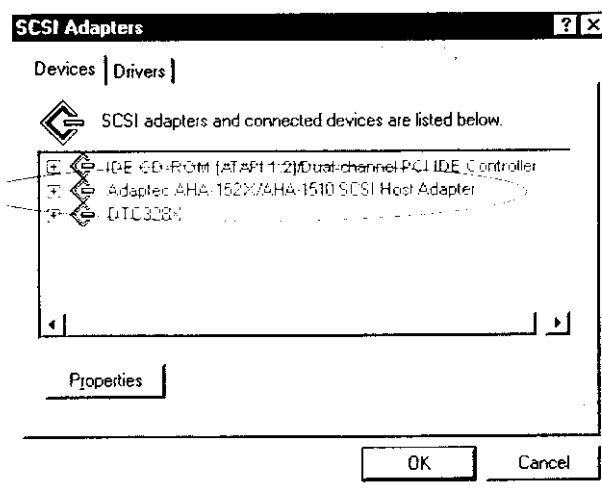 SCSI Adapters
Devices Drivers
SCSI adapters and connected devices are listed below.
IDE CD-ROM (ATAPI 1.2)/Dual-channel PCI IDE Controller
Adaptec AHA-152X/AHA-1510 SCSI Host Adapter
DTC328X
Properties
OK Cancel